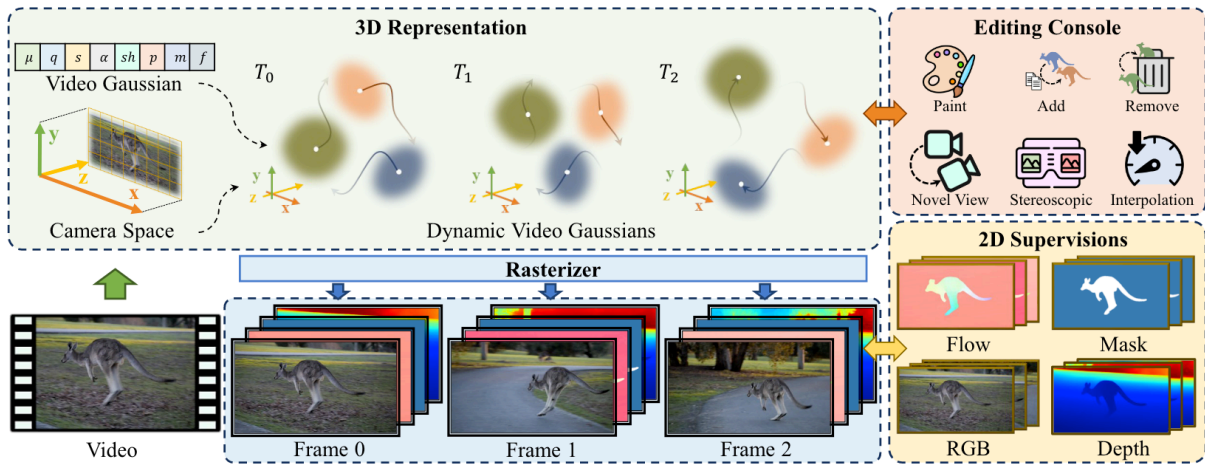 3D Representation
μ q s α sh p m f
Video Gaussian
y
z
x
Camera Space
T0
y
z
x
T1
y
z
x
T2
y
z
x
Dynamic Video Gaussians
Editing Console
Paint
Add
Remove
Novel View
Stereoscopic
Interpolation
Rasterizer
Video
Frame 0
Frame 1
Frame 2
2D Supervisions
Flow
Mask
RGB
Depth